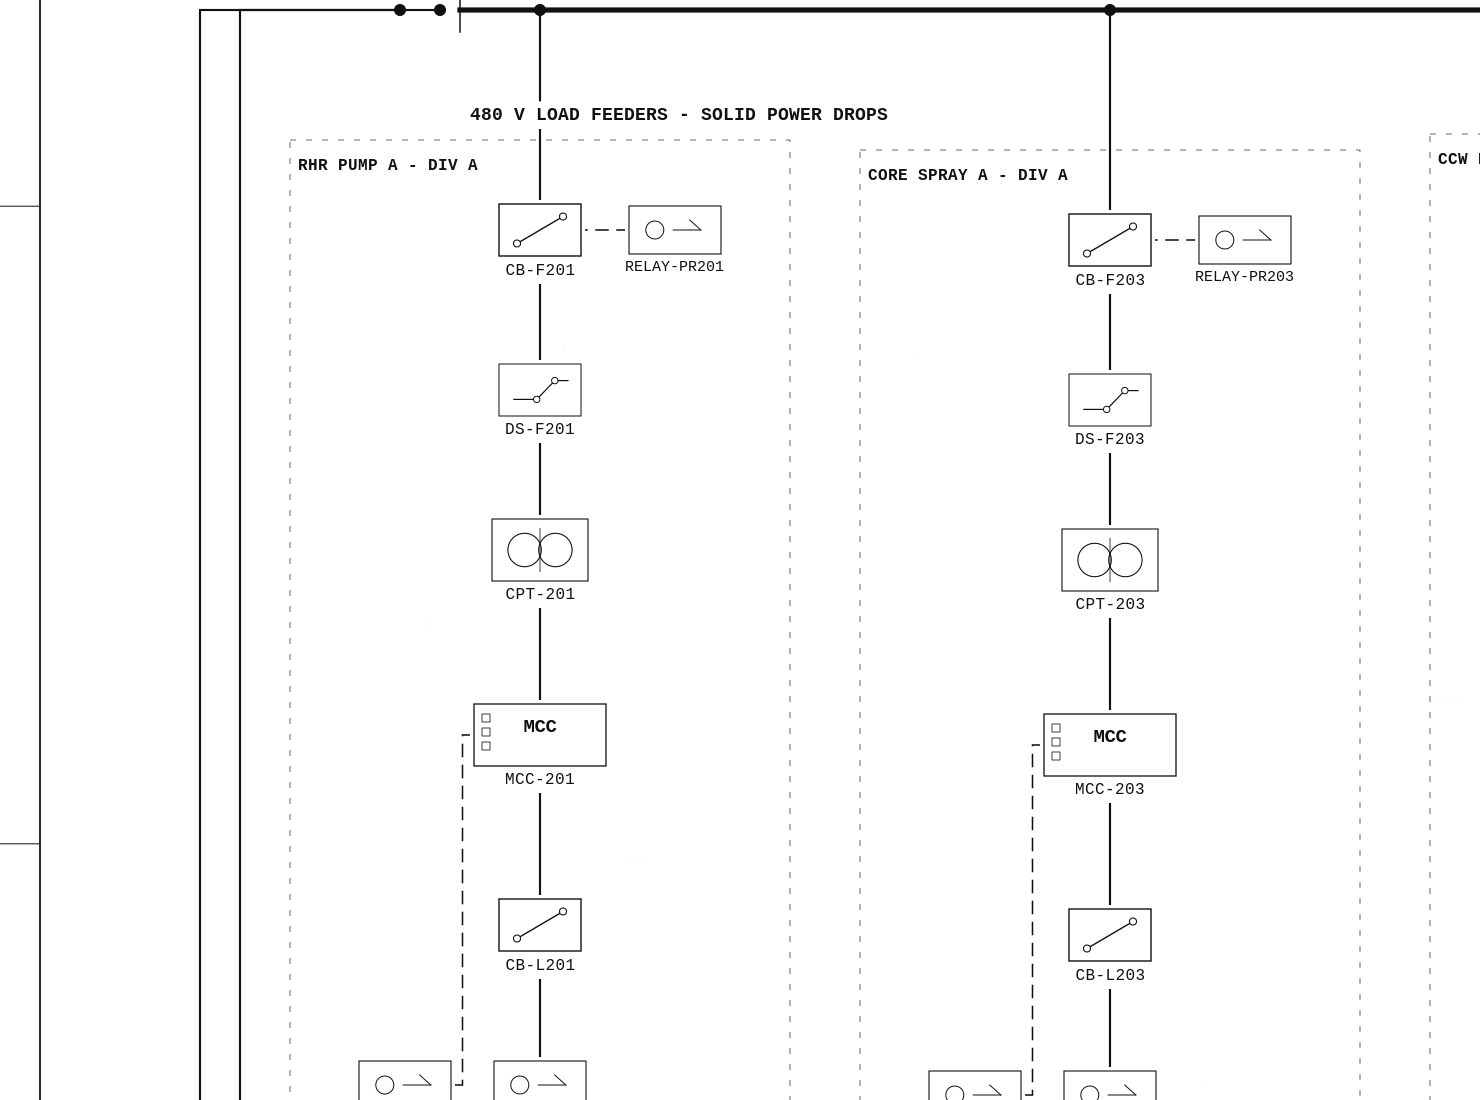 480 V LOAD FEEDERS - SOLID POWER DROPS
RHR PUMP A - DIV A
CB-F201
RELAY-PR201
DS-F201
CPT-201
MCC
MCC-201
CB-L201
CORE SPRAY A - DIV A
CB-F203
RELAY-PR203
DS-F203
CPT-203
MCC
MCC-203
CB-L203
CCW